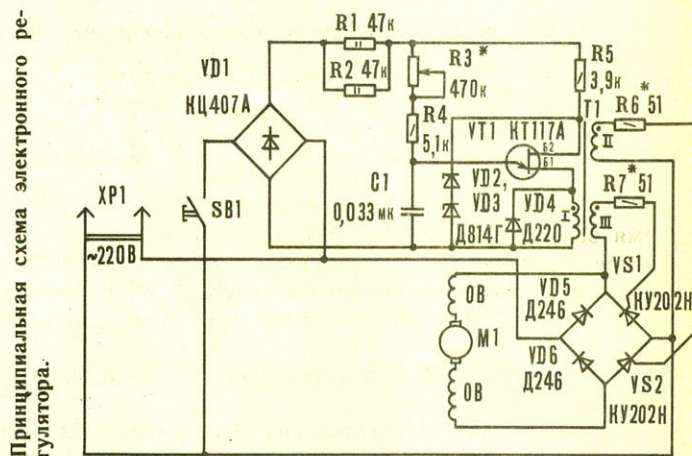 Принципиальная схема электронного ре-
гулятора.
R1 47к
R2 47к
VD1
КЦ407А
R3*
470к
R5
3,9к
T1
R6* 51
II
R4
5,1к
VT1 КТ117А
Б2
Б1
R7* 51
XP1
SB1
C1
0,033 мк
VD2,
VD3
Д814Г
VD4
Д220
I
III
~220В
VS1
КУ202Н
ОВ
VD5
Д246
M1
VD6
Д246
ОВ
VS2
КУ202Н